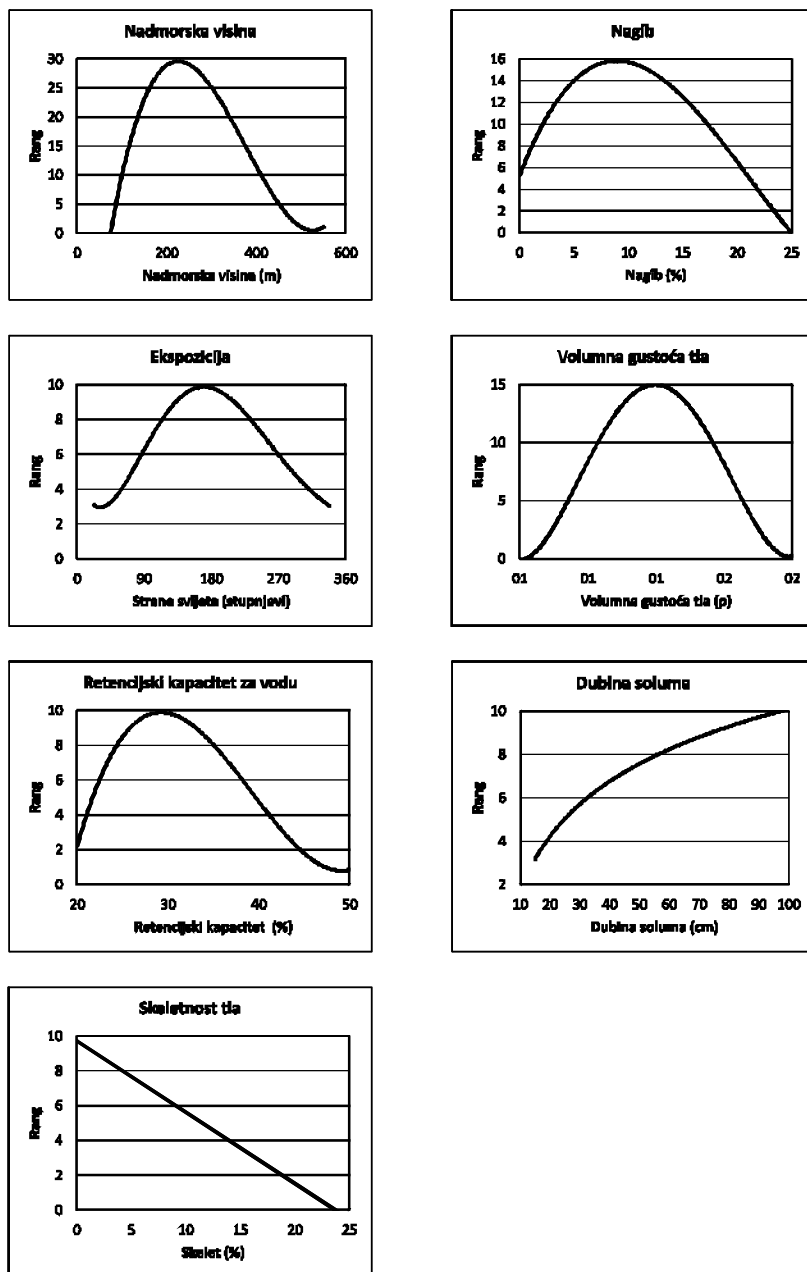 Nadmorska visina
30
25
20
15
10
5
0
Rang
0 200 400 600
Nadmorska visina (m)
Nagib
16
14
12
10
8
6
4
2
0
Rang
0 5 10 15 20 25
Nagib (%)
Ekspozicija
10
8
6
4
2
0
Rang
0 90 180 270 360
Strane svijeta (stupnjevi)
Volumna gustoća tla
15
10
5
0
Rang
01 01 01 02 02
Volumna gustoća tla (ρ)
Retencijski kapacitet za vodu
10
8
6
4
2
0
Rang
20 30 40 50
Retencijski kapacitet (%)
Dubina soluma
10
8
6
4
2
Rang
10 20 30 40 50 60 70 80 90 100
Dubina soluma (cm)
Skeletnost tla
10
8
6
4
2
0
Rang
0 5 10 15 20 25
Skelet (%)